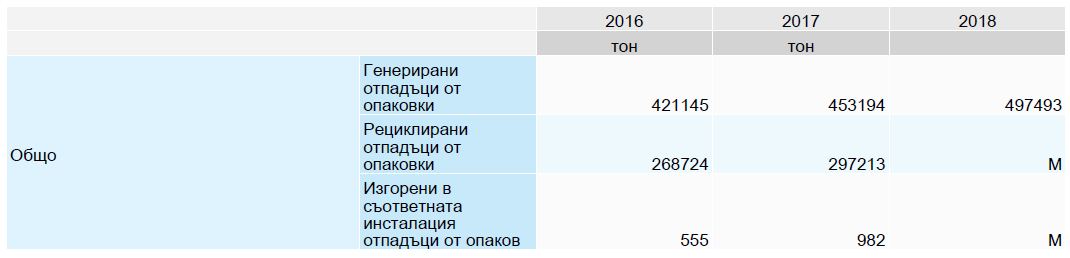 2016 2017 2018
тон тон
Генерирани
отпадъци от
опаковки 421145 453194 497493
Рециклирани
отпадъци от
опаковки 268724 297213 М
Общо
Изгорени в
съответната
инсталация
отпадъци от опаков 555 982 М